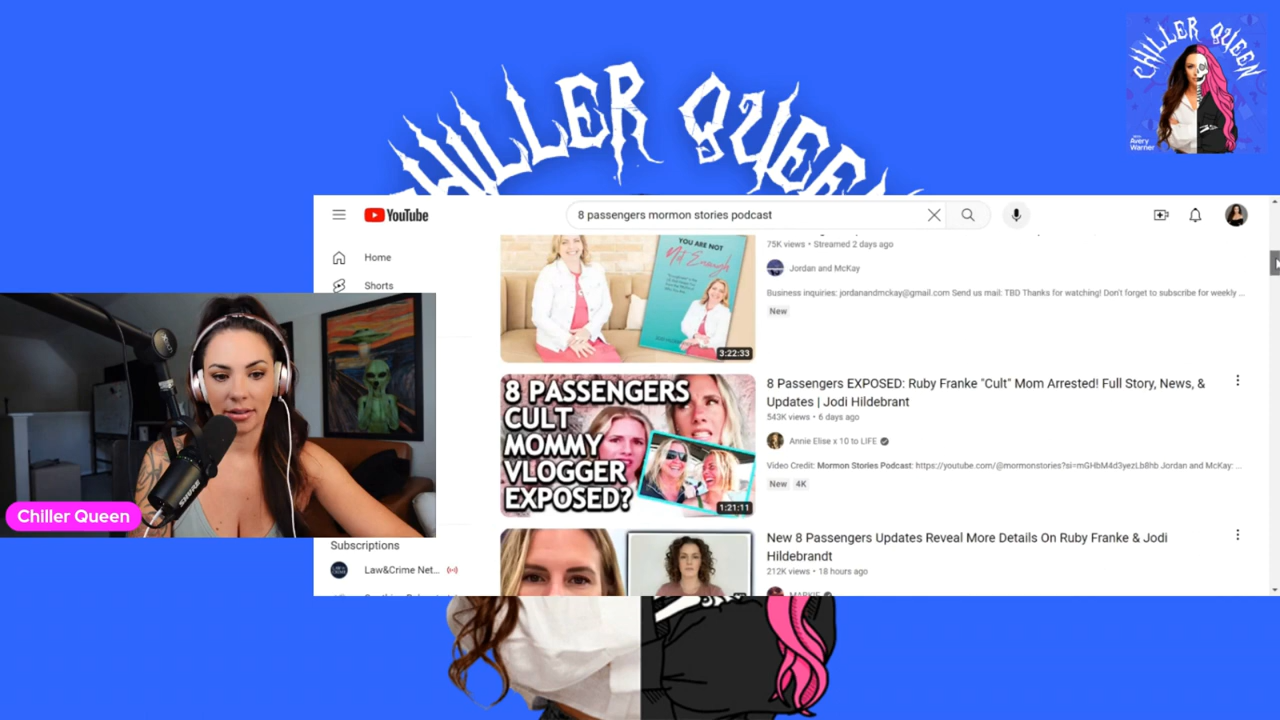 CHILLER QUEEN
CHILLER QUEEN
WITH
Avery
Warner
YouTube
8 passengers mormon stories podcast
Home
Shorts
YOU ARE NOT
Not Enough
3:22:33
75K views • Streamed 2 days ago
Jordan and McKay
Business inquiries: jordanandmckay@gmail.com Send us mail: TBD Thanks for watching! Don't forget to subscribe for weekly ...
New
8 PASSENGERS
CULT
MOMMY
VLOGGER
EXPOSED?
1:21:11
8 Passengers EXPOSED: Ruby Franke "Cult" Mom Arrested! Full Story, News, &
Updates | Jodi Hildebrant
543K views • 6 days ago
Annie Elise x 10 to LIFE
Video Credit: Mormon Stories Podcast: https://youtube.com/@mormonstories?si=mGHbM4d3yezLb8hb Jordan and McKay: ...
New 4K
New 8 Passengers Updates Reveal More Details On Ruby Franke & Jodi
Hildebrandt
212K views • 18 hours ago
MARKIE
SHURE
Chiller Queen
Subscriptions
Law&Crime Net...